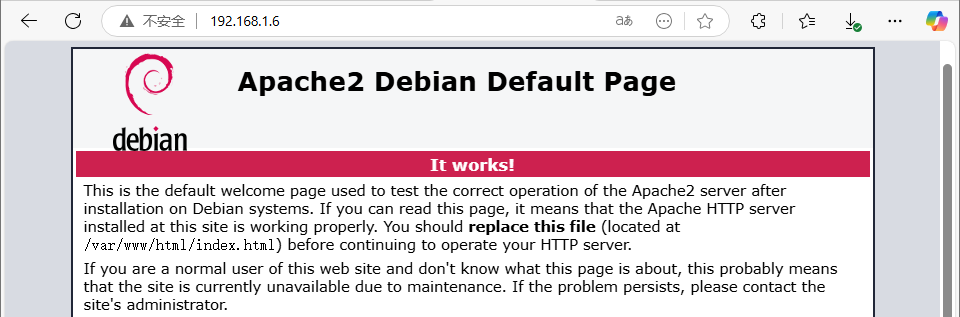 不安全 192.168.1.6 aあ
Apache2 Debian Default Page
debian
It works!
This is the default welcome page used to test the correct operation of the Apache2 server after
installation on Debian systems. If you can read this page, it means that the Apache HTTP server
installed at this site is working properly. You should replace this file (located at
/var/www/html/index.html) before continuing to operate your HTTP server.
If you are a normal user of this web site and don't know what this page is about, this probably means
that the site is currently unavailable due to maintenance. If the problem persists, please contact the
site's administrator.